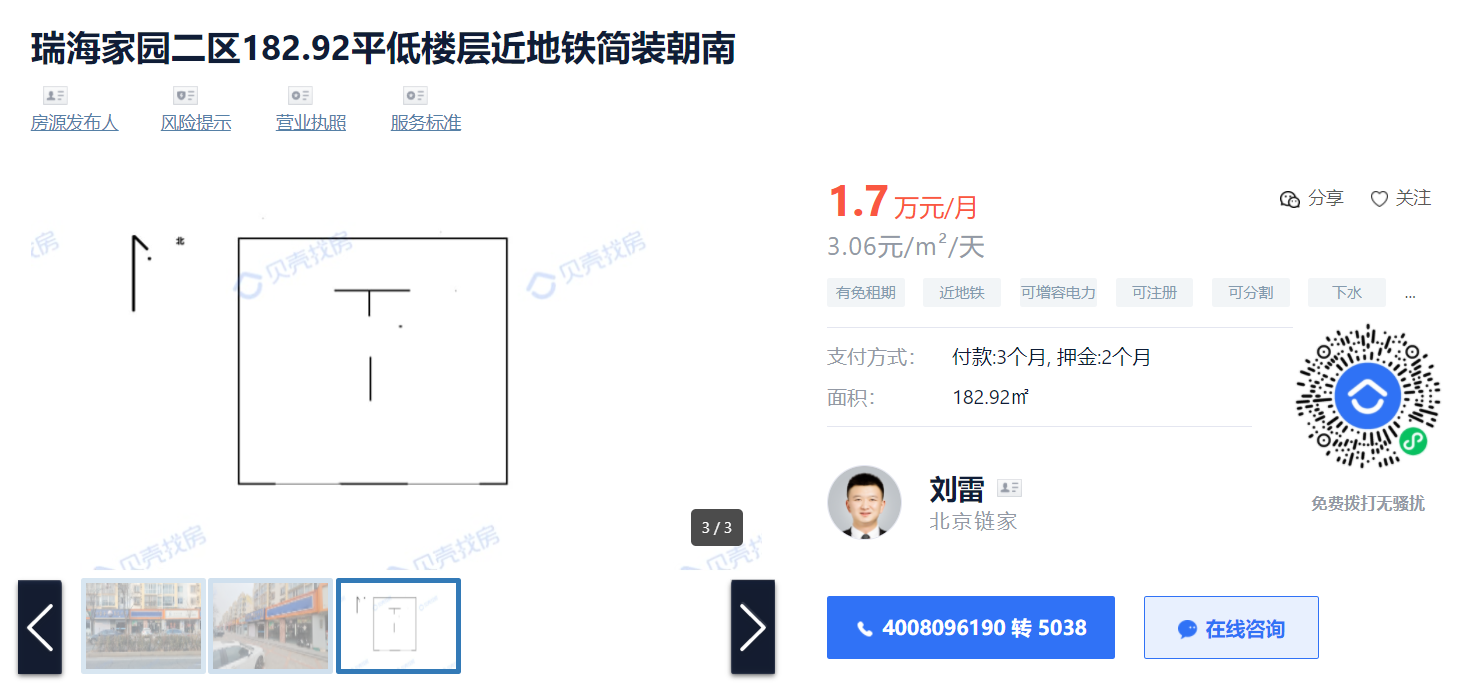 瑞海家园二区182.92平低楼层近地铁简装朝南
房源发布人 风险提示 营业执照 服务标准
1.7 万元/月
分享 关注
3.06元/m²/天
有免租期 近地铁 可增容电力 可注册 可分割 下水 ...
支付方式: 付款:3个月, 押金:2个月
面积: 182.92㎡
北
贝壳找房
贝壳找房
找房
刘雷
北京链家
免费拨打无骚扰
3 / 3
贝壳找房
贝壳找房
贝壳找
4008096190 转 5038
在线咨询